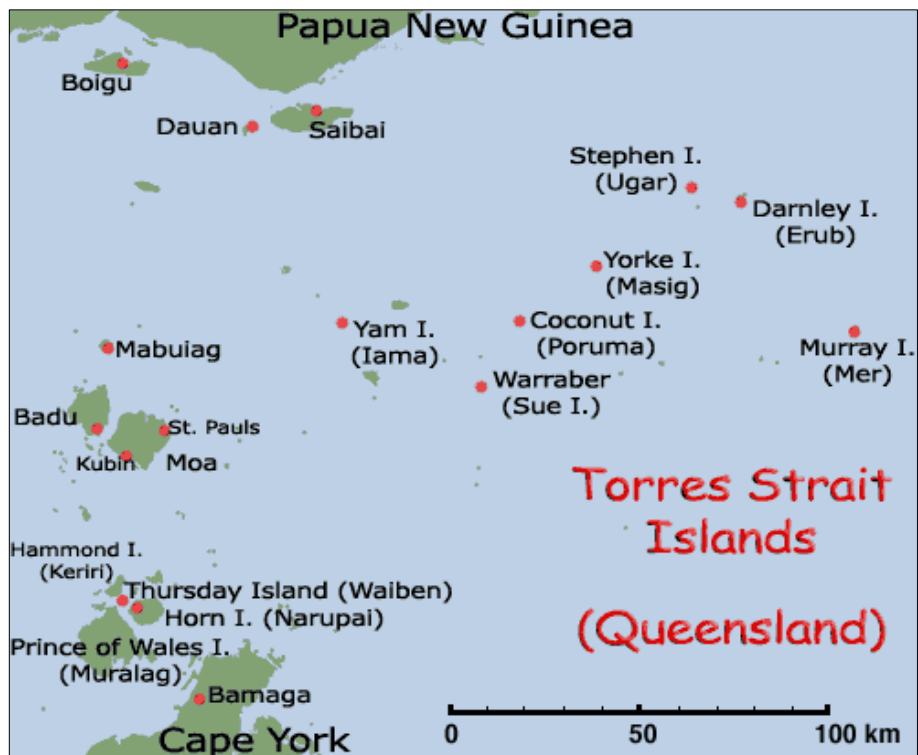 Papua New Guinea
Boigu
Dauan
Saibai
Stephen I.
(Ugar)
Darnley I.
(Erub)
Yorke I.
(Masig)
Yam I.
(Iama)
Coconut I.
(Poruma)
Murray I.
(Mer)
Mabuiag
Warraber
(Sue I.)
Badu
St. Pauls
Kubin
Moa
Torres Strait
Islands
(Queensland)
Hammond I.
(Keriri)
Thursday Island (Waiben)
Horn I. (Narupai)
Prince of Wales I.
(Muralag)
Bamaga
Cape York
0 50 100 km